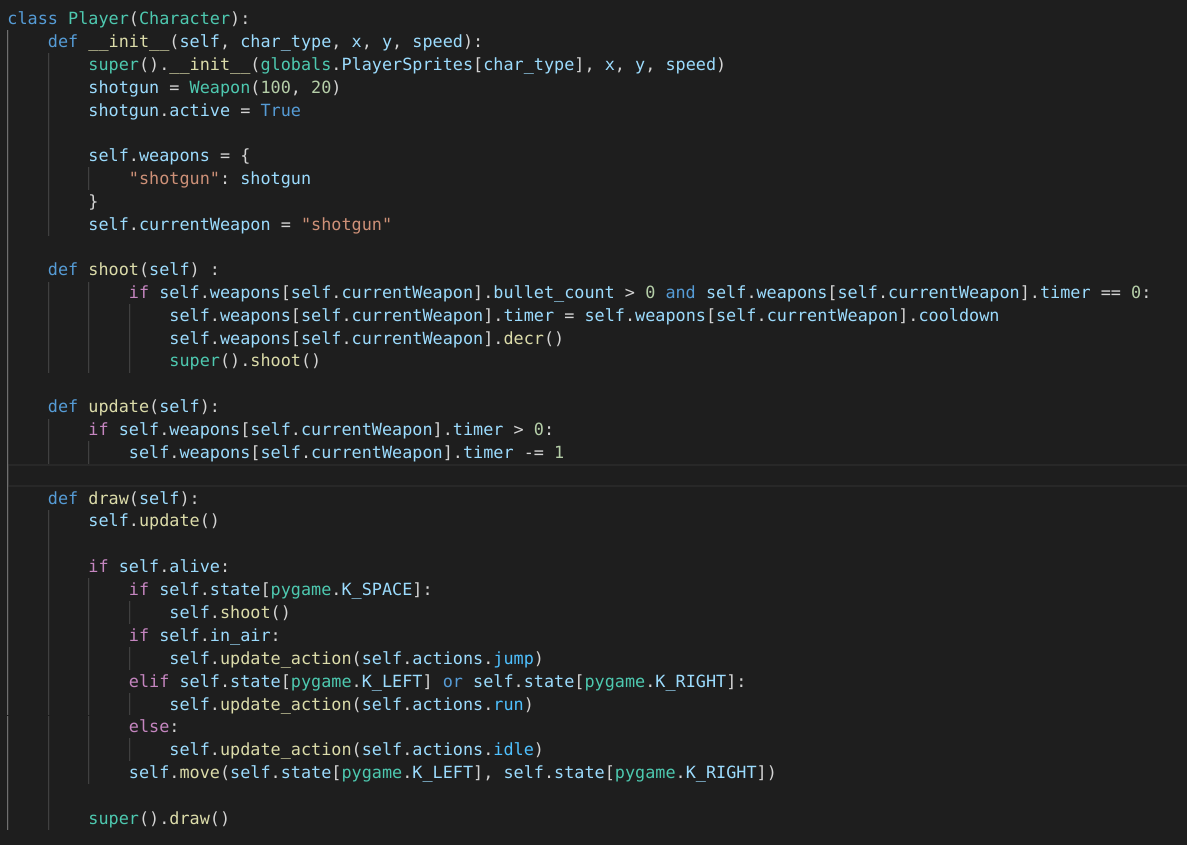 class Player(Character):
    def __init__(self, char_type, x, y, speed):
        super().__init__(globals.PlayerSprites[char_type], x, y, speed)
        shotgun = Weapon(100, 20)
        shotgun.active = True

        self.weapons = {
            "shotgun": shotgun
        }
        self.currentWeapon = "shotgun"

    def shoot(self) :
            if self.weapons[self.currentWeapon].bullet_count > 0 and self.weapons[self.currentWeapon].timer == 0:
                self.weapons[self.currentWeapon].timer = self.weapons[self.currentWeapon].cooldown
                self.weapons[self.currentWeapon].decr()
                super().shoot()

    def update(self):
        if self.weapons[self.currentWeapon].timer > 0:
            self.weapons[self.currentWeapon].timer -= 1

    def draw(self):
        self.update()

        if self.alive:
            if self.state[pygame.K_SPACE]:
                self.shoot()
            if self.in_air:
                self.update_action(self.actions.jump)
            elif self.state[pygame.K_LEFT] or self.state[pygame.K_RIGHT]:
                self.update_action(self.actions.run)
            else:
                self.update_action(self.actions.idle)
            self.move(self.state[pygame.K_LEFT], self.state[pygame.K_RIGHT])

        super().draw()